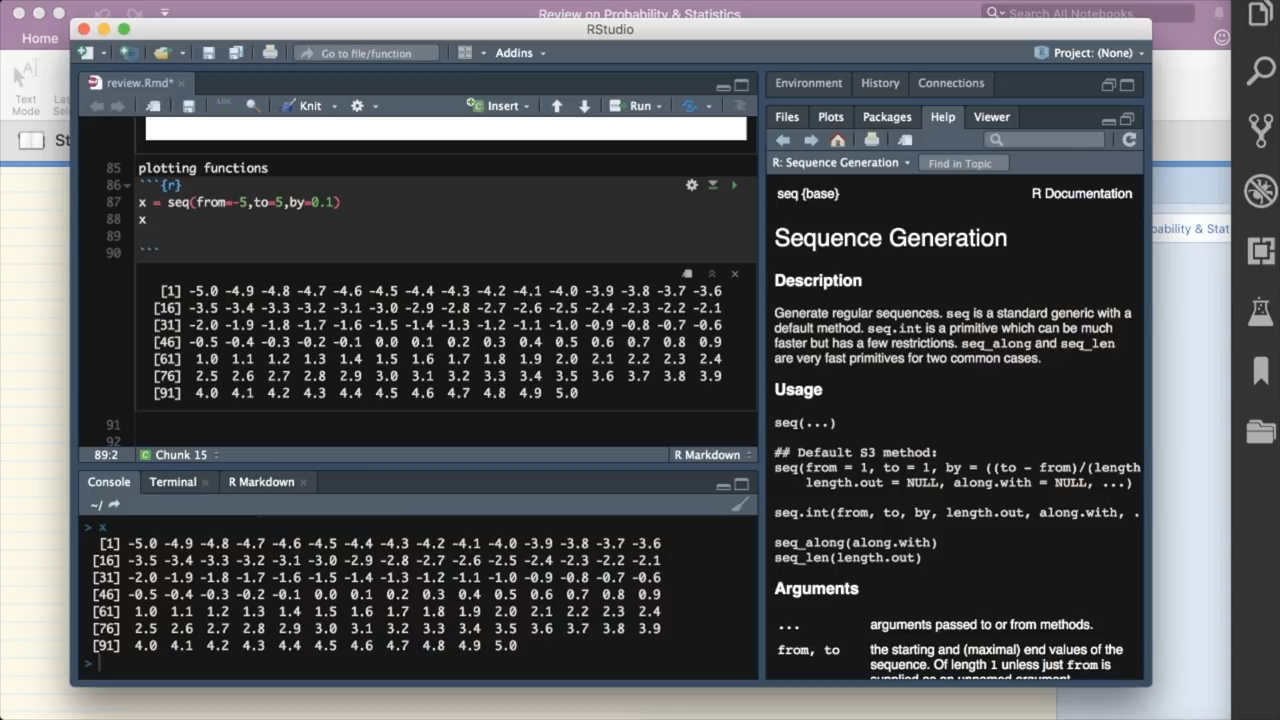 Review on Probability & Statistics
Search All Notebooks
Home
RStudio
Go to file/function
Addins
Project: (None)
Text
Mode
St
review.Rmd*
Knit
Insert
Run
85 plotting functions
86 ```{r}
87 x = seq(from=-5,to=5,by=0.1)
88 x
89
90 ```
[1] -5.0 -4.9 -4.8 -4.7 -4.6 -4.5 -4.4 -4.3 -4.2 -4.1 -4.0 -3.9 -3.8 -3.7 -3.6
[16] -3.5 -3.4 -3.3 -3.2 -3.1 -3.0 -2.9 -2.8 -2.7 -2.6 -2.5 -2.4 -2.3 -2.2 -2.1
[31] -2.0 -1.9 -1.8 -1.7 -1.6 -1.5 -1.4 -1.3 -1.2 -1.1 -1.0 -0.9 -0.8 -0.7 -0.6
[46] -0.5 -0.4 -0.3 -0.2 -0.1 0.0 0.1 0.2 0.3 0.4 0.5 0.6 0.7 0.8 0.9
[61] 1.0 1.1 1.2 1.3 1.4 1.5 1.6 1.7 1.8 1.9 2.0 2.1 2.2 2.3 2.4
[76] 2.5 2.6 2.7 2.8 2.9 3.0 3.1 3.2 3.3 3.4 3.5 3.6 3.7 3.8 3.9
[91] 4.0 4.1 4.2 4.3 4.4 4.5 4.6 4.7 4.8 4.9 5.0
91
92
89:2 Chunk 15 R Markdown
Console Terminal R Markdown
~/
> x
[1] -5.0 -4.9 -4.8 -4.7 -4.6 -4.5 -4.4 -4.3 -4.2 -4.1 -4.0 -3.9 -3.8 -3.7 -3.6
[16] -3.5 -3.4 -3.3 -3.2 -3.1 -3.0 -2.9 -2.8 -2.7 -2.6 -2.5 -2.4 -2.3 -2.2 -2.1
[31] -2.0 -1.9 -1.8 -1.7 -1.6 -1.5 -1.4 -1.3 -1.2 -1.1 -1.0 -0.9 -0.8 -0.7 -0.6
[46] -0.5 -0.4 -0.3 -0.2 -0.1 0.0 0.1 0.2 0.3 0.4 0.5 0.6 0.7 0.8 0.9
[61] 1.0 1.1 1.2 1.3 1.4 1.5 1.6 1.7 1.8 1.9 2.0 2.1 2.2 2.3 2.4
[76] 2.5 2.6 2.7 2.8 2.9 3.0 3.1 3.2 3.3 3.4 3.5 3.6 3.7 3.8 3.9
[91] 4.0 4.1 4.2 4.3 4.4 4.5 4.6 4.7 4.8 4.9 5.0
>
Environment History Connections
Files Plots Packages Help Viewer
R: Sequence Generation Find in Topic
seq {base} R Documentation
Sequence Generation
Description
Generate regular sequences. seq is a standard generic with a
default method. seq.int is a primitive which can be much
faster but has a few restrictions. seq_along and seq_len
are very fast primitives for two common cases.
Usage
seq(...)
## Default S3 method:
seq(from = 1, to = 1, by = ((to - from)/(length
length.out = NULL, along.with = NULL, ...)
seq.int(from, to, by, length.out, along.with, .
seq_along(along.with)
seq_len(length.out)
Arguments
... arguments passed to or from methods.
from, to the starting and (maximal) end values of the
sequence. Of length 1 unless just from is
supplied as an unnamed argument.
bability & Stat